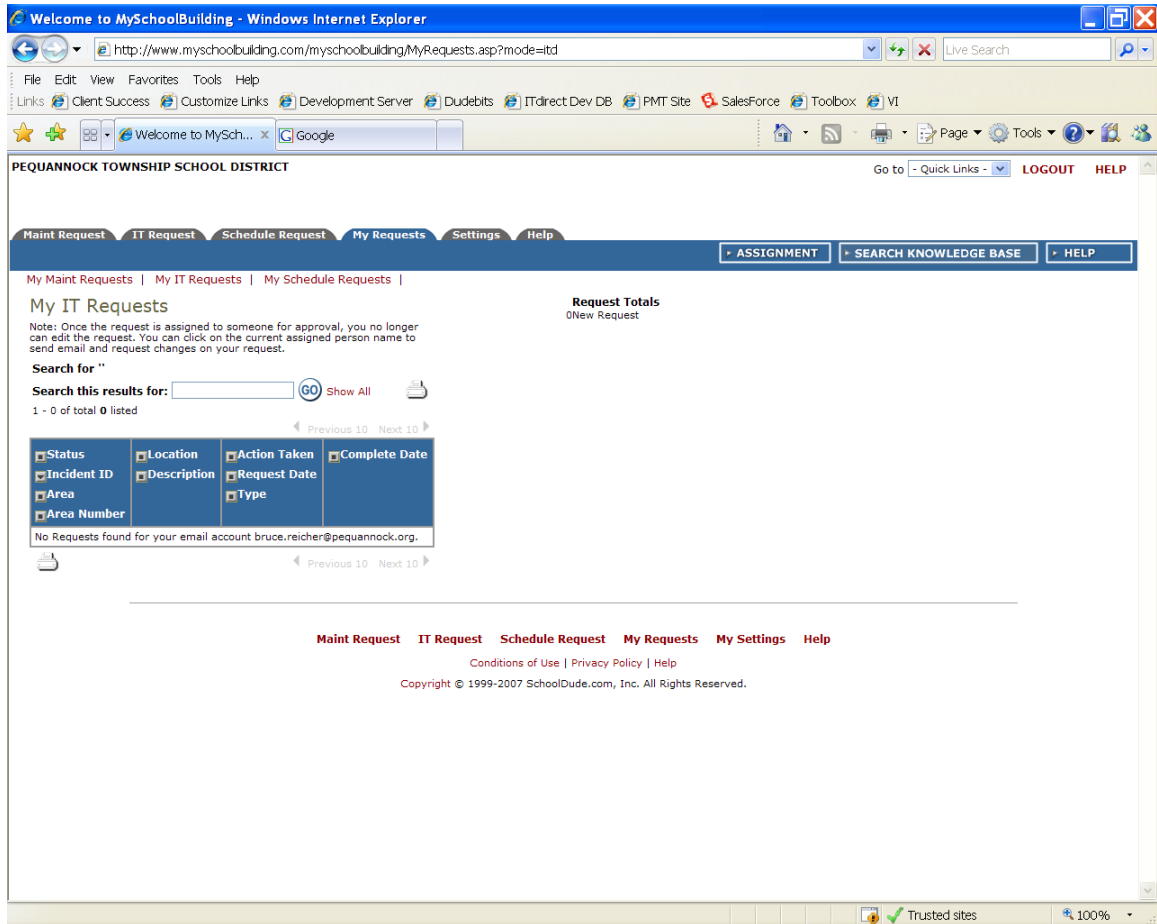 Welcome to MySchoolBuilding - Windows Internet Explorer
http://www.myschoolbuilding.com/myschoolbuilding/MyRequests.asp?mode=itd
Live Search
File Edit View Favorites Tools Help
Links Client Success Customize Links Development Server Dudebits ITdirect Dev DB PMT Site SalesForce Toolbox VI
Welcome to MySch... Google
Page Tools
PEQUANNOCK TOWNSHIP SCHOOL DISTRICT
Go to - Quick Links - LOGOUT HELP
Maint Request IT Request Schedule Request My Requests Settings Help
ASSIGNMENT SEARCH KNOWLEDGE BASE HELP
My Maint Requests | My IT Requests | My Schedule Requests |
My IT Requests
Note: Once the request is assigned to someone for approval, you no longer
can edit the request. You can click on the current assigned person name to
send email and request changes on your request.
Request Totals
0New Request
Search for ''
Search this results for: GO Show All
1 - 0 of total 0 listed
Previous 10 Next 10
Status Location Action Taken Complete Date
Incident ID Description Request Date
Area Type
Area Number
No Requests found for your email account bruce.reicher@pequannock.org.
Previous 10 Next 10
Maint Request IT Request Schedule Request My Requests My Settings Help
Conditions of Use | Privacy Policy | Help
Copyright © 1999-2007 SchoolDude.com, Inc. All Rights Reserved.
Trusted sites 100%